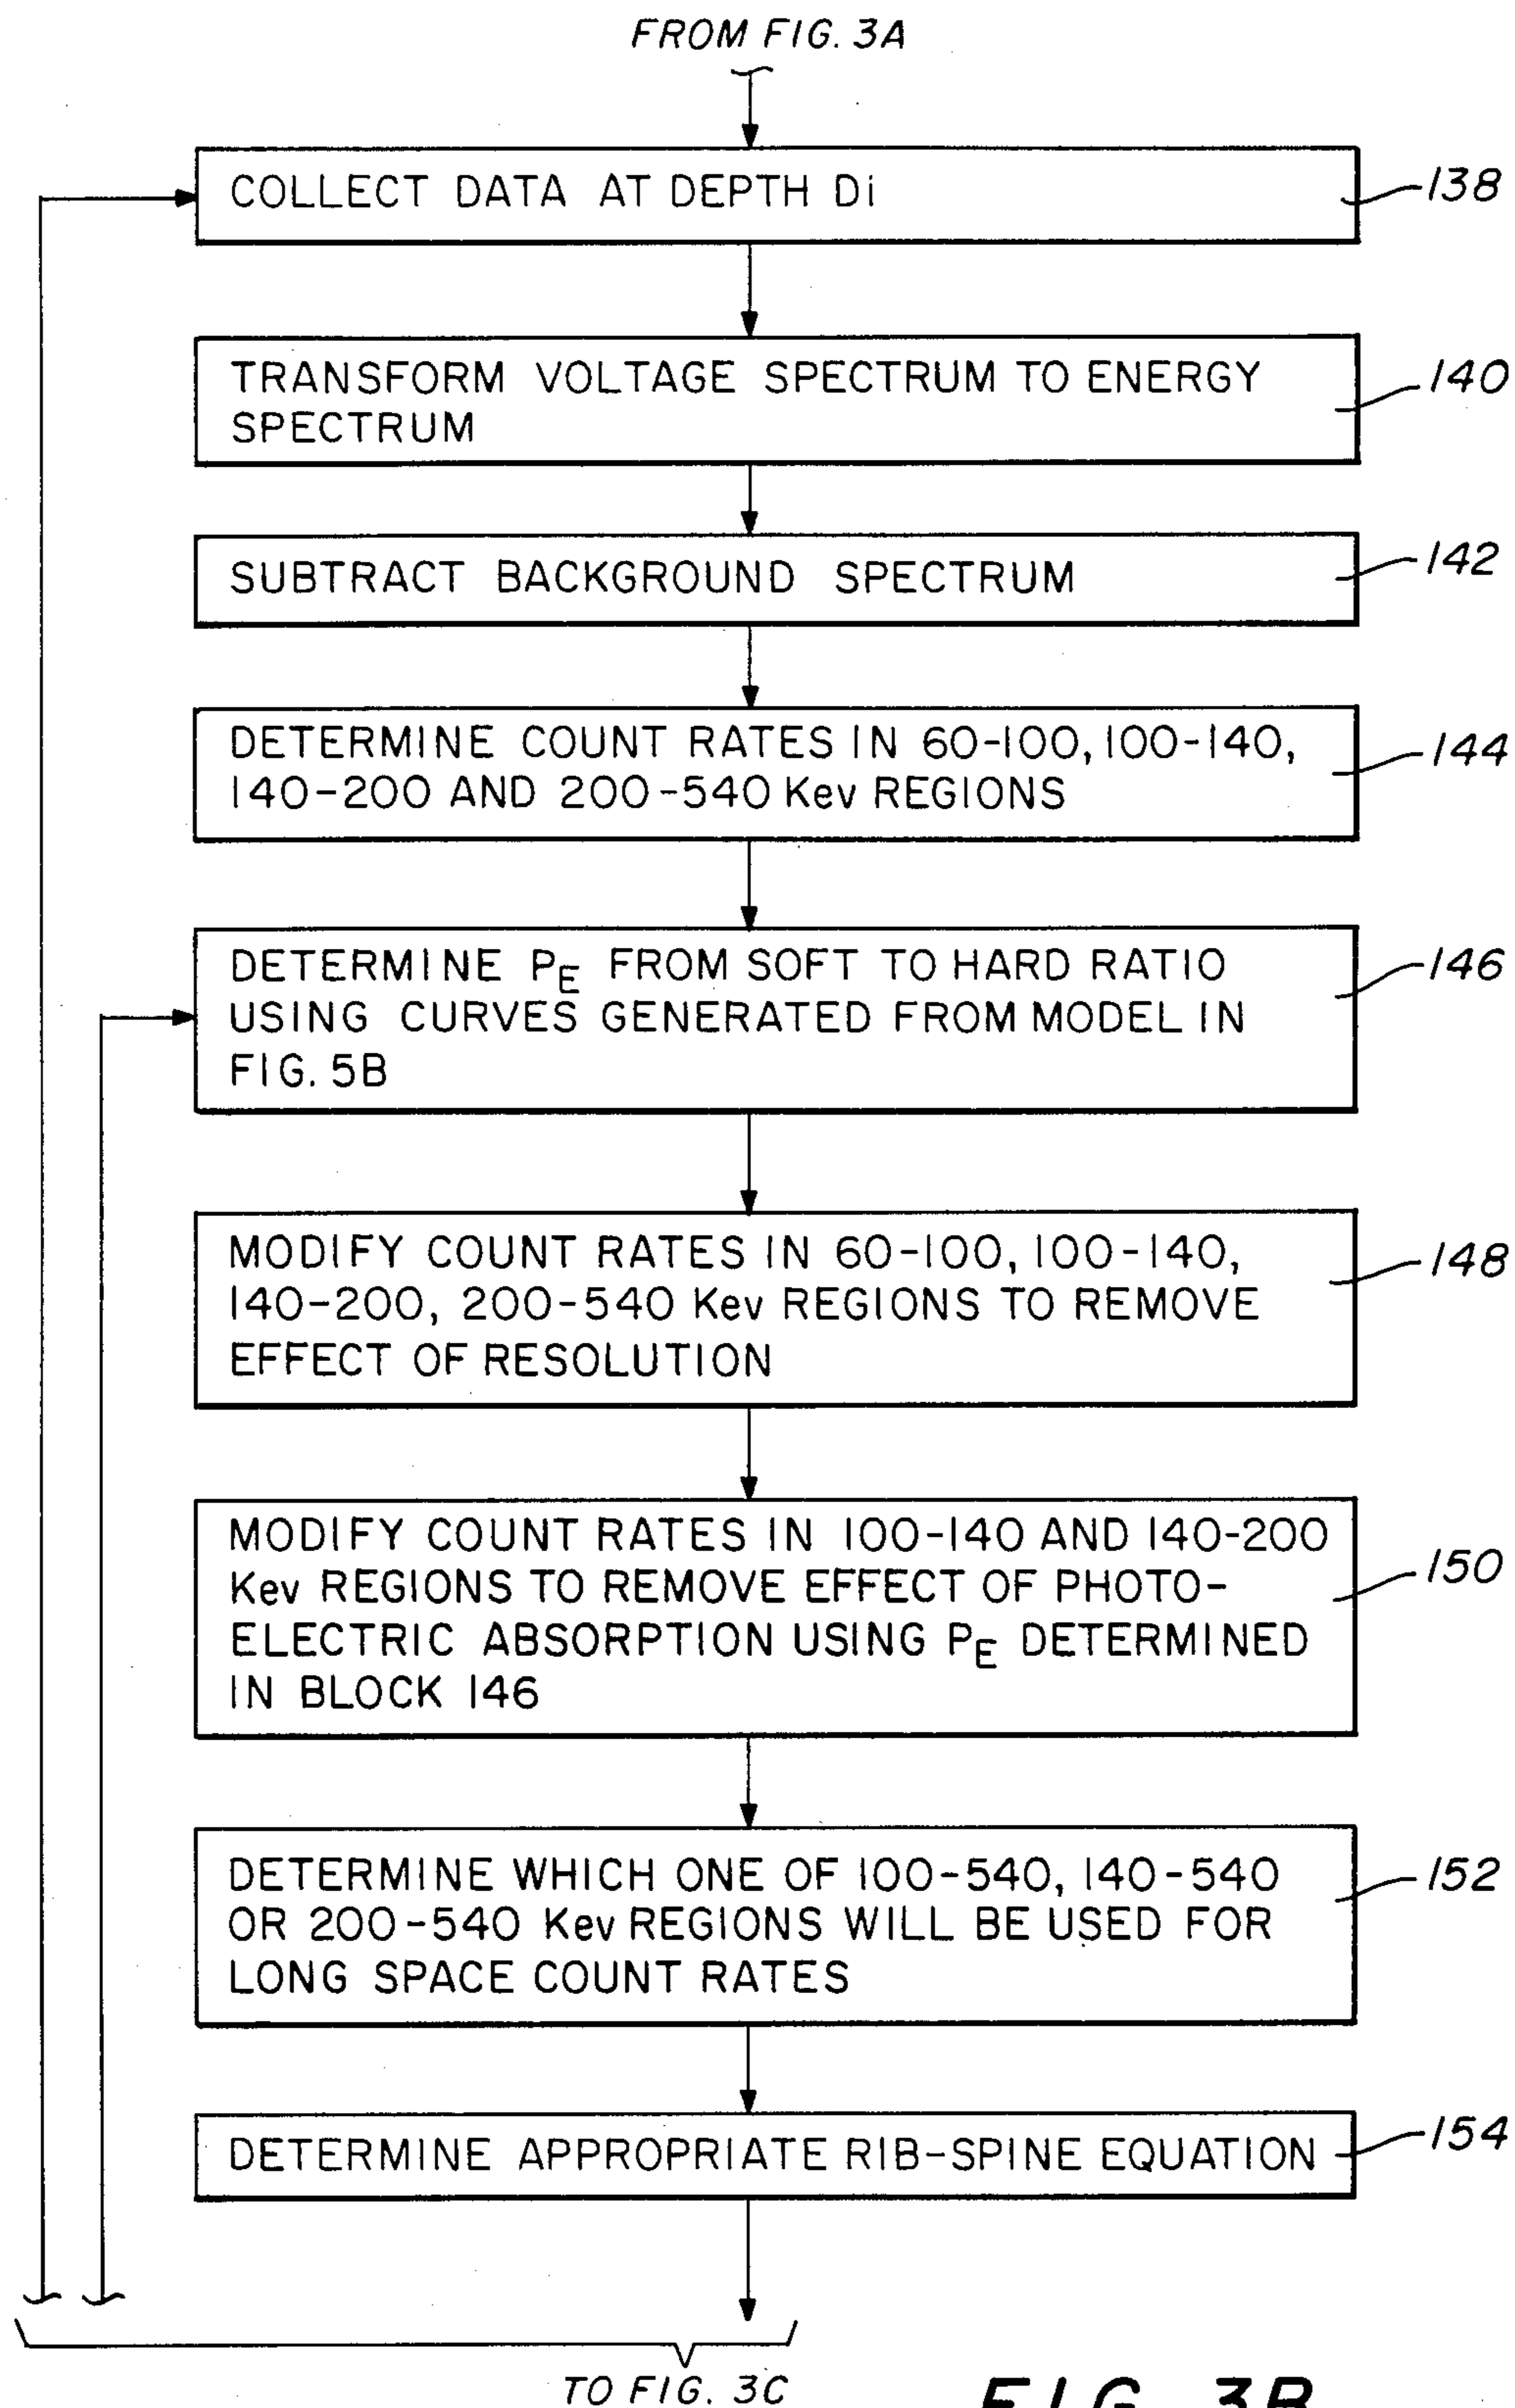 FROM FIG. 3A
COLLECT DATA AT DEPTH Di
138
TRANSFORM VOLTAGE SPECTRUM TO ENERGY
SPECTRUM
140
SUBTRACT BACKGROUND SPECTRUM
142
DETERMINE COUNT RATES IN 60-100, 100-140,
140-200 AND 200-540 Kev REGIONS
144
DETERMINE PE FROM SOFT TO HARD RATIO
USING CURVES GENERATED FROM MODEL IN
FIG. 5B
146
MODIFY COUNT RATES IN 60-100, 100-140,
140-200, 200-540 Kev REGIONS TO REMOVE
EFFECT OF RESOLUTION
148
MODIFY COUNT RATES IN 100-140 AND 140-200
Kev REGIONS TO REMOVE EFFECT OF PHOTO-
ELECTRIC ABSORPTION USING PE DETERMINED
IN BLOCK 146
150
DETERMINE WHICH ONE OF 100-540, 140-540
OR 200-540 Kev REGIONS WILL BE USED FOR
LONG SPACE COUNT RATES
152
DETERMINE APPROPRIATE RIB-SPINE EQUATION
154
TO FIG. 3C
FIG. 3B